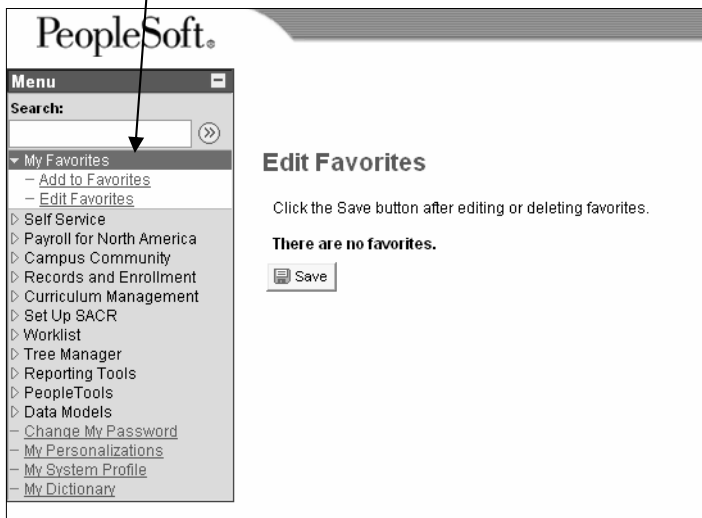 PeopleSoft®
Menu
Search:
My Favorites
– Add to Favorites
– Edit Favorites
Self Service
Payroll for North America
Campus Community
Records and Enrollment
Curriculum Management
Set Up SACR
Worklist
Tree Manager
Reporting Tools
PeopleTools
Data Models
– Change My Password
– My Personalizations
– My System Profile
– My Dictionary
Edit Favorites
Click the Save button after editing or deleting favorites.
There are no favorites.
Save